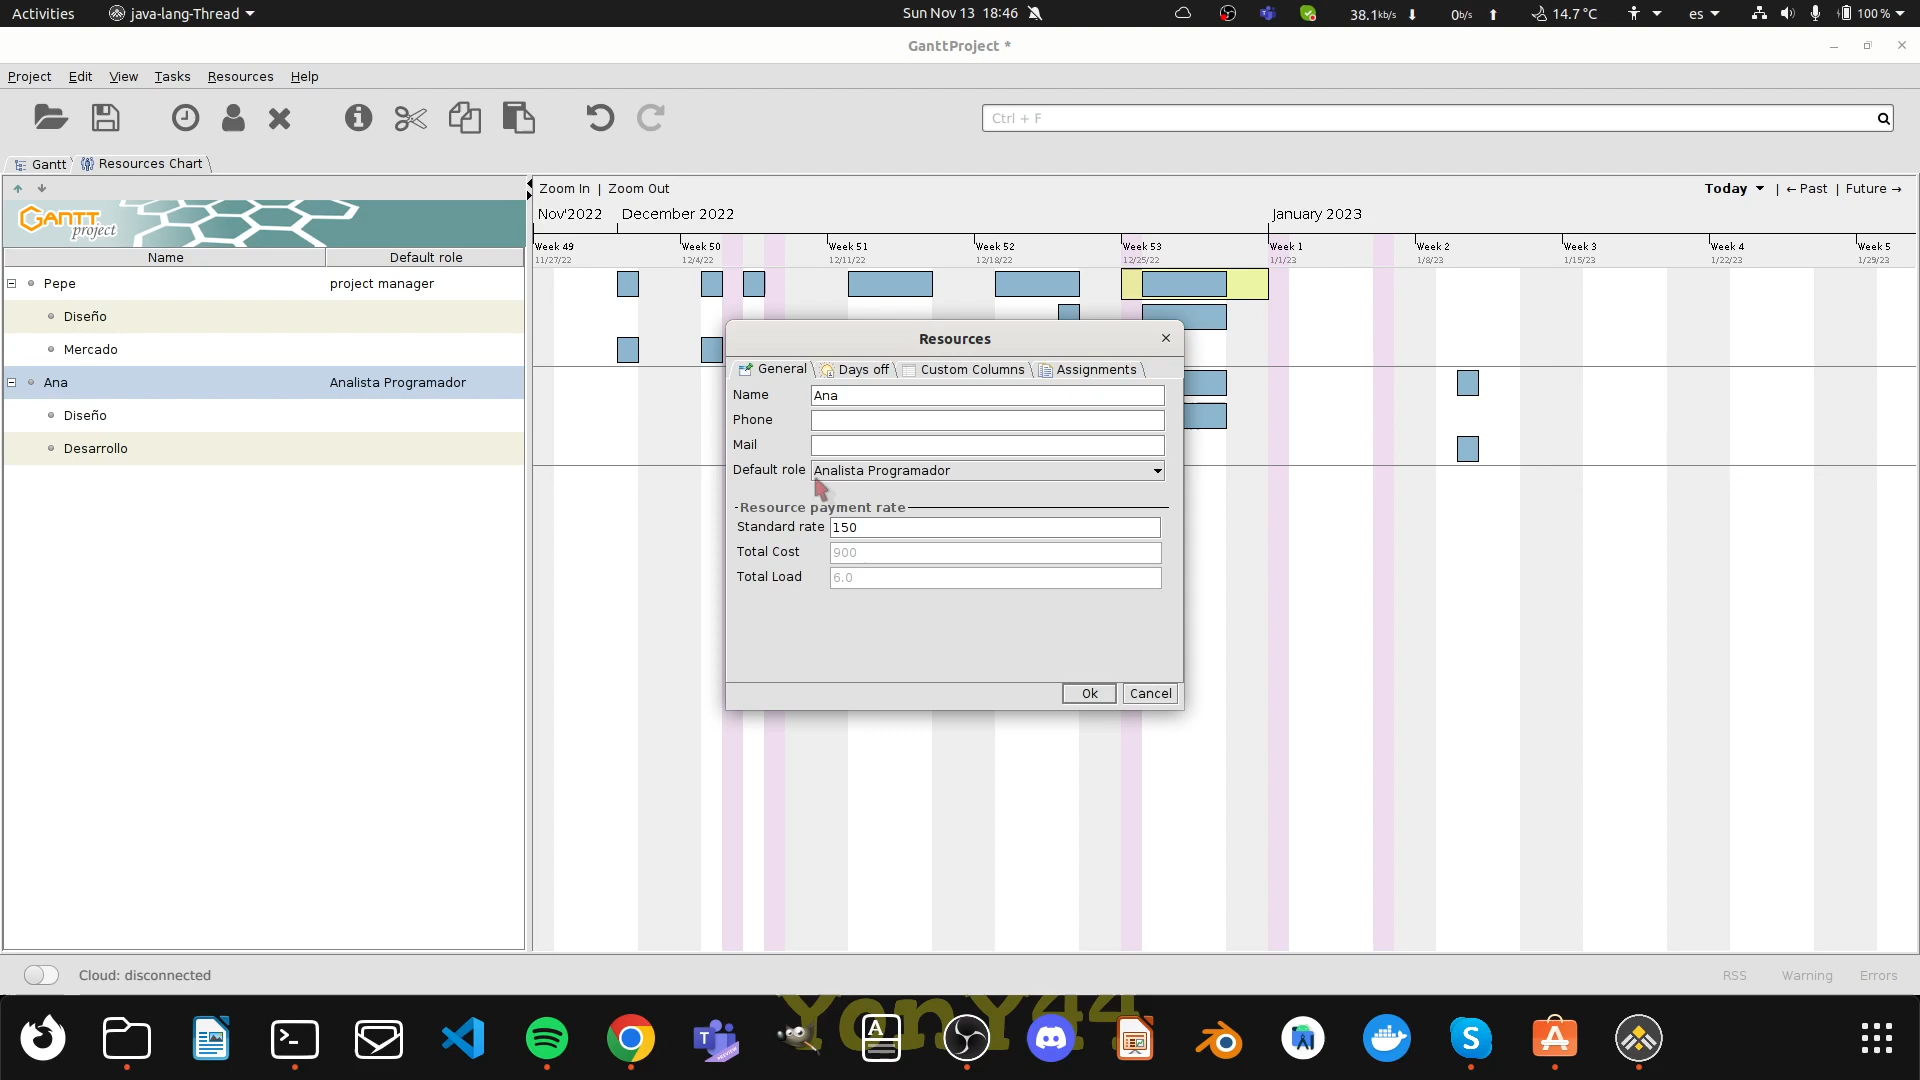 Activities java-lang-Thread Sun Nov 13 18:46 38.1kb/s 0b/s 14.7°C es 100 %
GanttProject *
Project Edit View Tasks Resources Help
Ctrl + F
Gantt Resources Chart
Zoom In | Zoom Out Today | ←Past | Future→
GANTT project
Nov'2022 December 2022 January 2023
Week 49 Week 50 Week 51 Week 52 Week 53 Week 1 Week 2 Week 3 Week 4 Week 5
11/27/22 12/4/22 12/11/22 12/18/22 12/25/22 1/1/23 1/8/23 1/15/23 1/22/23 1/29/23
Name Default role
Pepe project manager
Diseño
Mercado
Ana Analista Programador
Diseño
Desarrollo
Resources
General Days off Custom Columns Assignments
Name Ana
Phone
Mail
Default role Analista Programador
Resource payment rate
Standard rate 150
Total Cost 900
Total Load 6.0
Ok Cancel
Cloud: disconnected RSS Warning Errors
YonY44